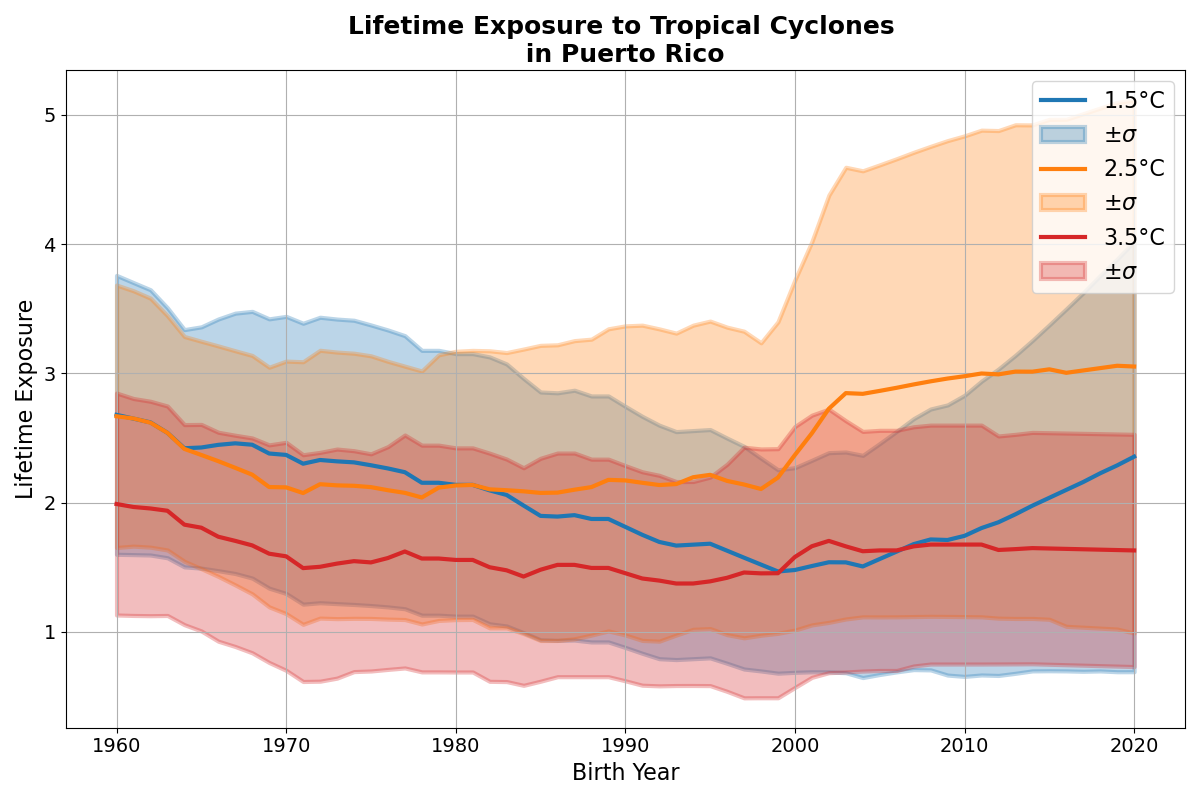 Lifetime Exposure to Tropical Cyclones
in Puerto Rico
1.5°C
±σ
2.5°C
±σ
3.5°C
±σ
Lifetime Exposure
5
4
3
2
1
1960 1970 1980 1990 2000 2010 2020
Birth Year